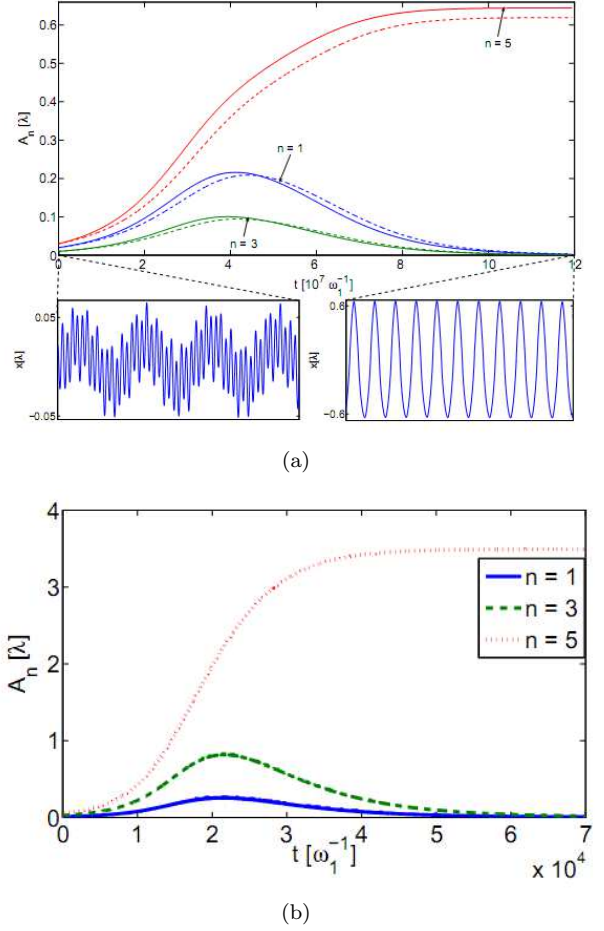 0.6
0.5
A_n [λ]
0.4
0.3
0.2
0.1
0
n = 5
n = 1
n = 3
0 2 4 6 8 10 12
t [10^7 ω_1^{-1}]
0.05
x[λ]
−0.05
0.6
x[λ]
−0.6
(a)
4
3
A_n [λ]
2
1
0
n = 1
n = 3
n = 5
0 1 2 3 4 5 6 7
t [ω_1^{-1}]
x 10^4
(b)